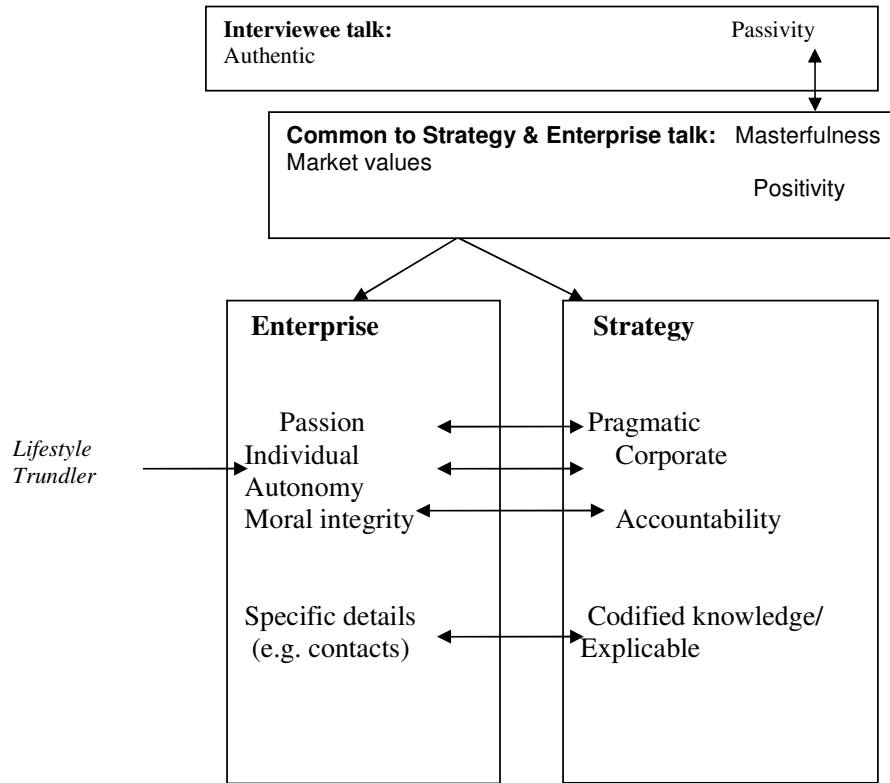 Interviewee talk: Passivity
Authentic
Common to Strategy & Enterprise talk: Masterfulness
Market values
Positivity
Enterprise
Strategy
Passion
Pragmatic
Lifestyle
Trundler
Individual
Corporate
Autonomy
Moral integrity
Accountability
Specific details
(e.g. contacts)
Codified knowledge/
Explicable